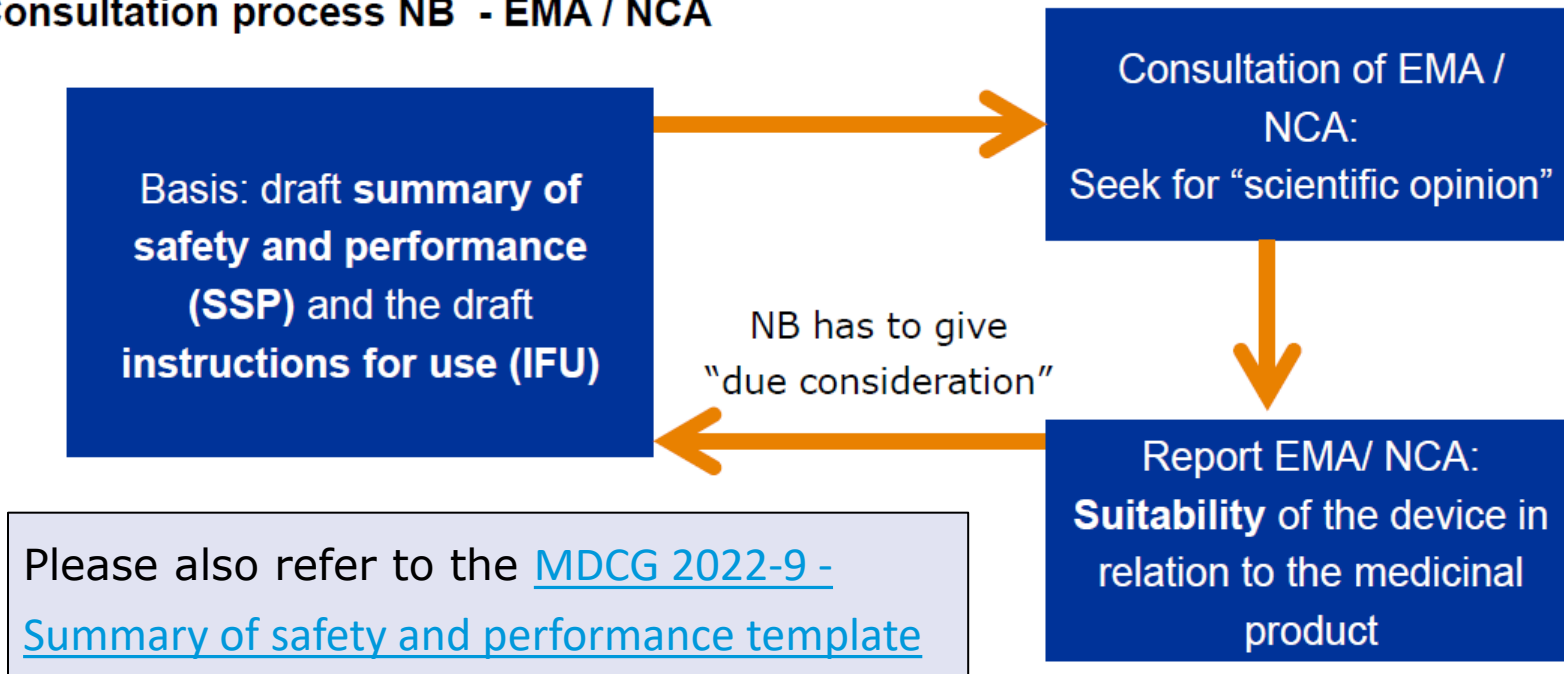 onsultation process NB - EMA / NCA
Basis: draft summary of
safety and performance
(SSP) and the draft
instructions for use (IFU)
Consultation of EMA /
NCA:
Seek for “scientific opinion”
NB has to give
“due consideration”
Report EMA/ NCA:
Suitability of the device in
relation to the medicinal
product
Please also refer to the MDCG 2022-9 -
Summary of safety and performance template